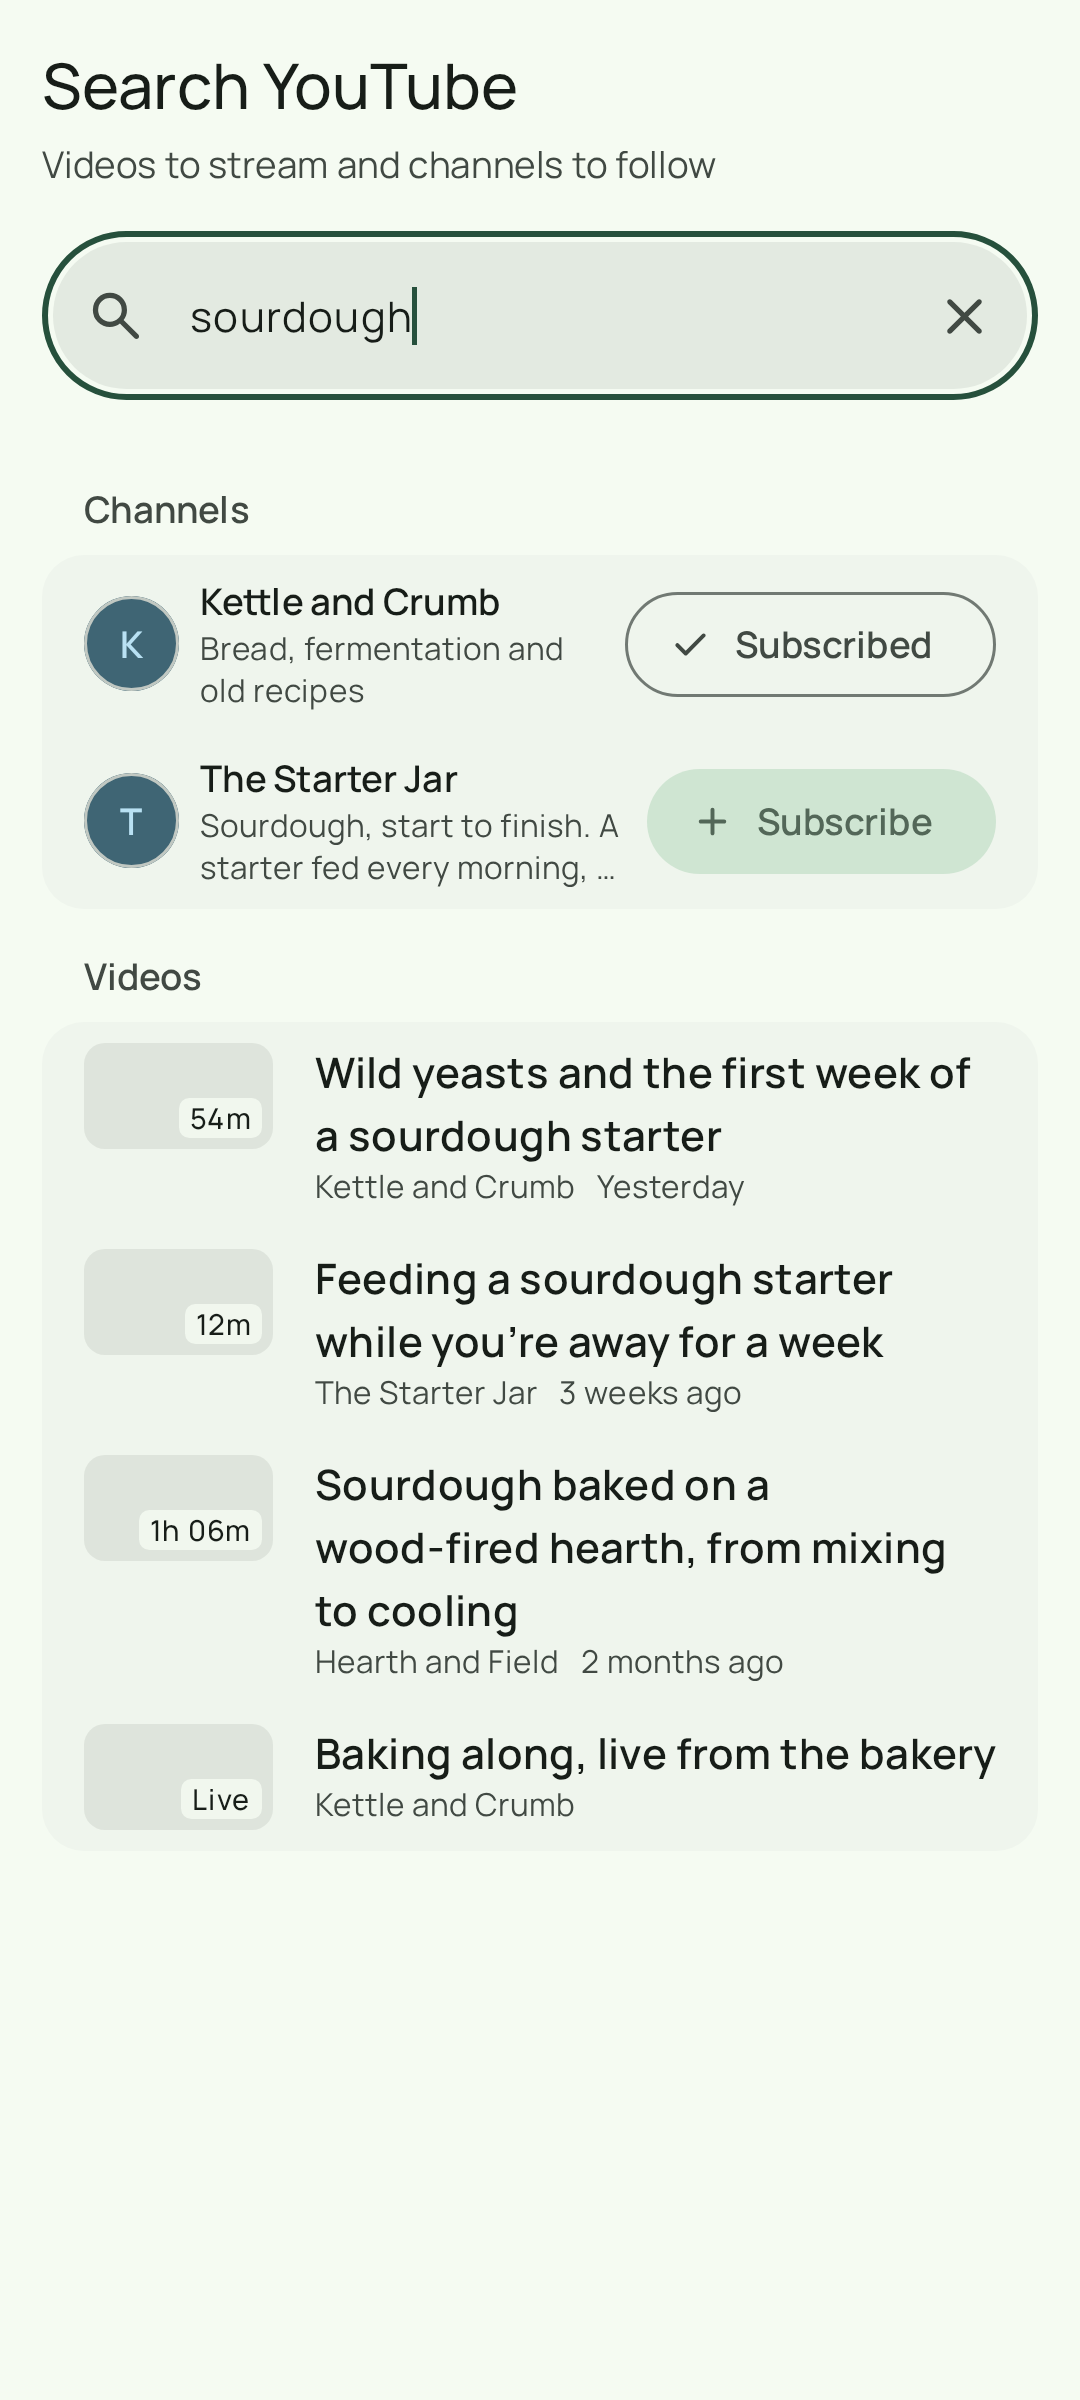 Search YouTube
Videos to stream and channels to follow
sourdough
Channels
K
Kettle and Crumb
Bread, fermentation and
old recipes
Subscribed
T
The Starter Jar
Sourdough, start to finish. A
starter fed every morning, …
Subscribe
Videos
54m
Wild yeasts and the first week of
a sourdough starter
Kettle and Crumb Yesterday
12m
Feeding a sourdough starter
while you’re away for a week
The Starter Jar 3 weeks ago
1h 06m
Sourdough baked on a
wood-fired hearth, from mixing
to cooling
Hearth and Field 2 months ago
Live
Baking along, live from the bakery
Kettle and Crumb